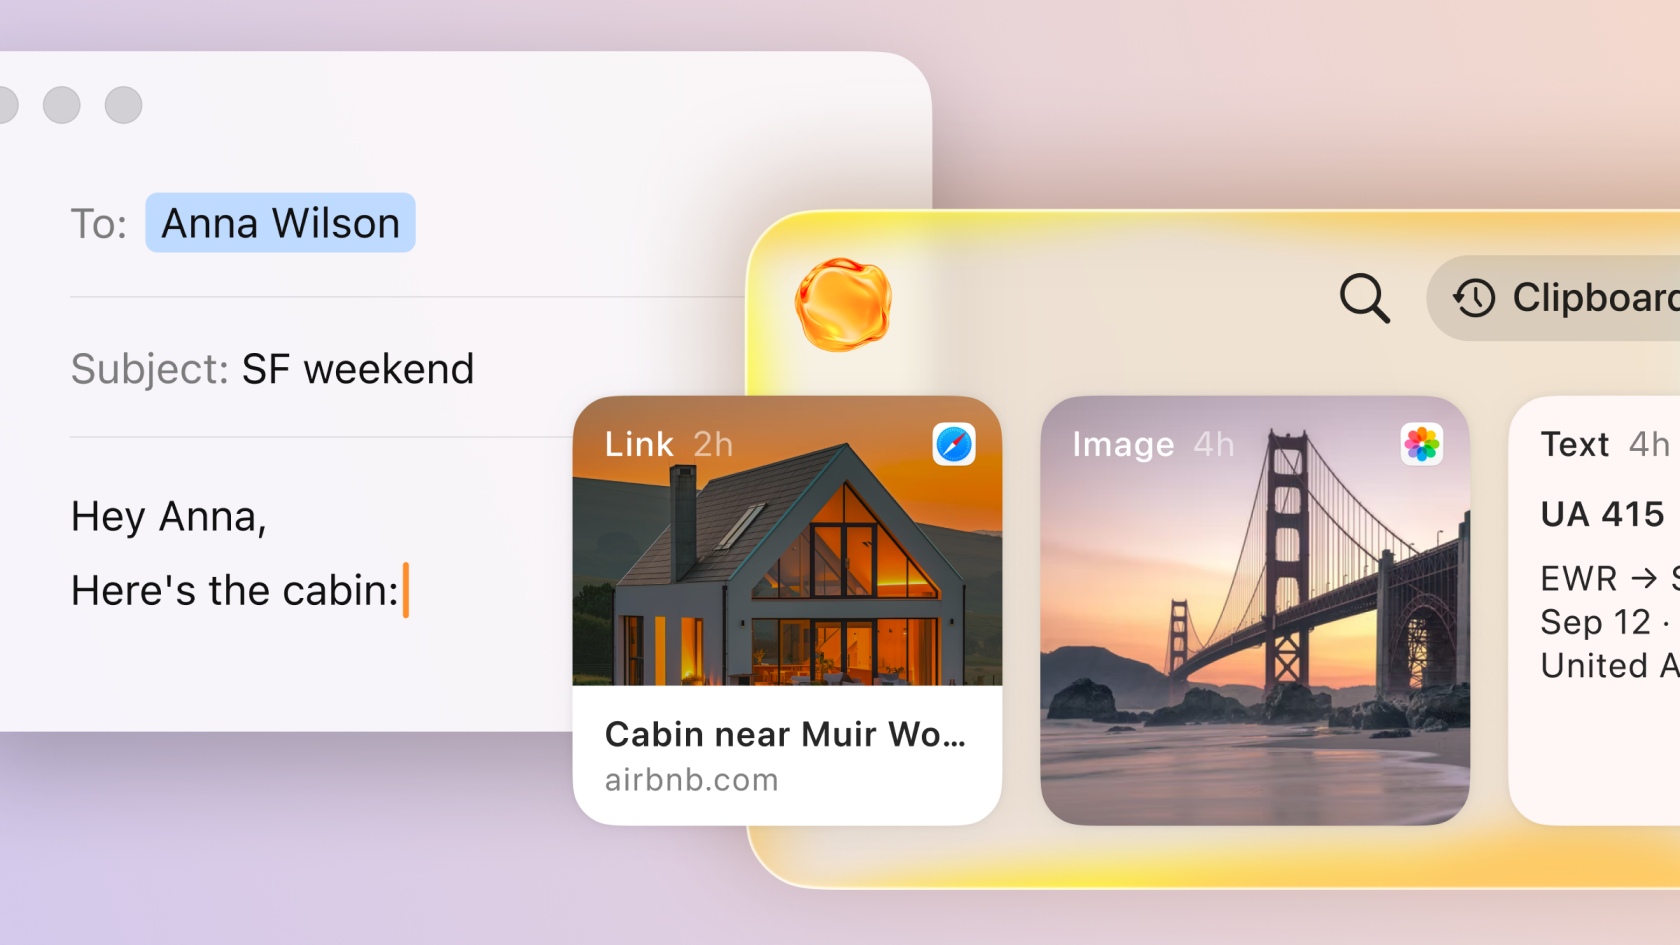 To: Anna Wilson
Subject: SF weekend
Hey Anna,
Here's the cabin:
Clipboard
Link 2h
Cabin near Muir Wo...
airbnb.com
Image 4h
Text 4h
UA 415
EWR →
Sep 12 ·
United